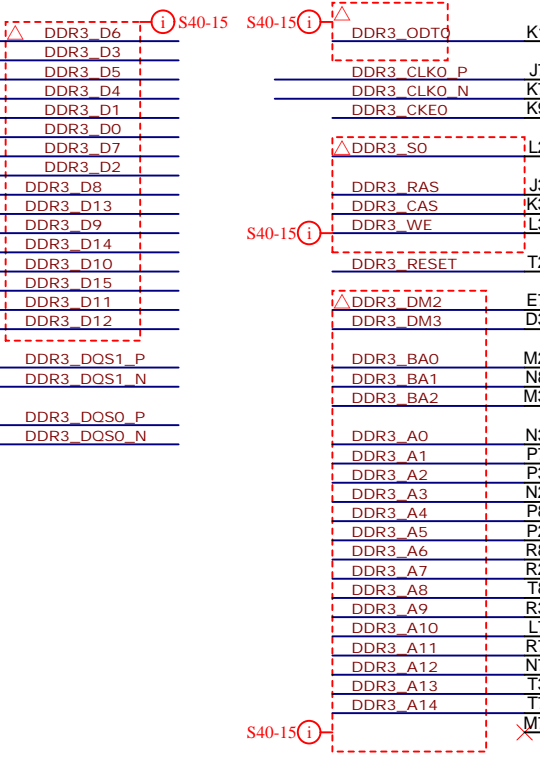 i S40-15
DDR3_D6
DDR3_D3
DDR3_D5
DDR3_D4
DDR3_D1
DDR3_D0
DDR3_D7
DDR3_D2
DDR3_D8
DDR3_D13
DDR3_D9
DDR3_D14
DDR3_D10
DDR3_D15
DDR3_D11
DDR3_D12
DDR3_DQS1_P
DDR3_DQS1_N
DDR3_DQS0_P
DDR3_DQS0_N
S40-15 i
DDR3_ODT0
DDR3_CLK0_P
DDR3_CLK0_N
DDR3_CKE0
DDR3_S0
DDR3_RAS
DDR3_CAS
DDR3_WE
S40-15 i
DDR3_RESET
DDR3_DM2
DDR3_DM3
DDR3_BA0
DDR3_BA1
DDR3_BA2
DDR3_A0
DDR3_A1
DDR3_A2
DDR3_A3
DDR3_A4
DDR3_A5
DDR3_A6
DDR3_A7
DDR3_A8
DDR3_A9
DDR3_A10
DDR3_A11
DDR3_A12
DDR3_A13
DDR3_A14
S40-15 i